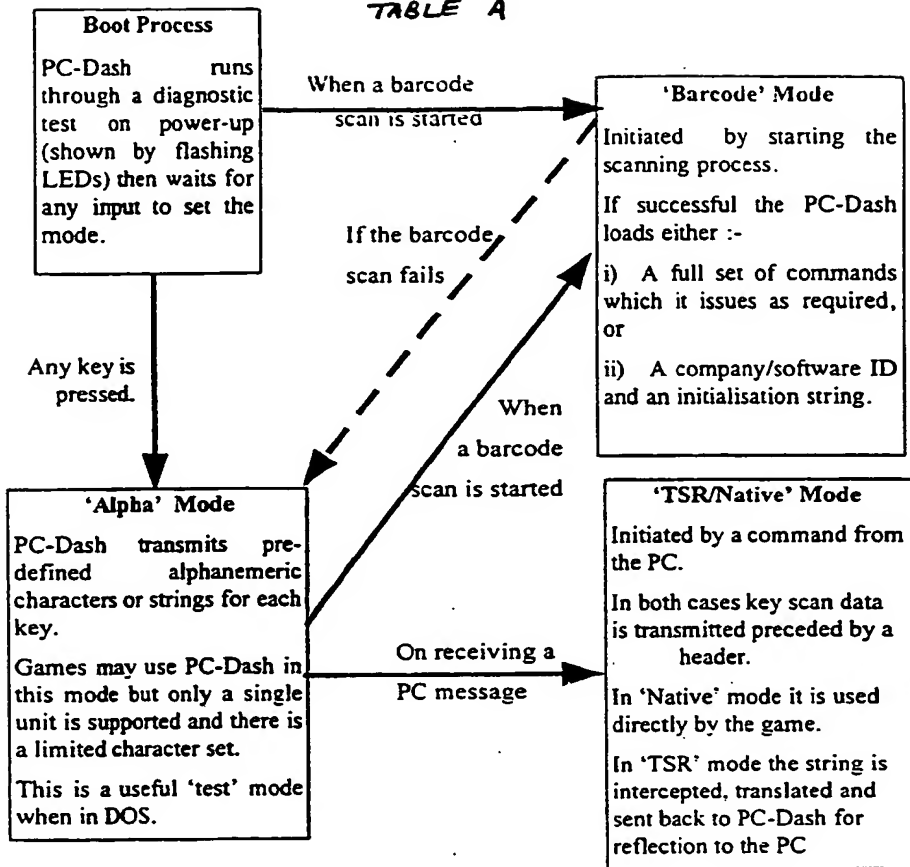 TABLE A
Boot Process
PC-Dash runs
through a diagnostic
test on power-up
(shown by flashing
LEDs) then waits for
any input to set the
mode.
When a barcode
scan is started
'Barcode' Mode
Initiated by starting the
scanning process.
If successful the PC-Dash
loads either :-
i) A full set of commands
which it issues as required,
or
ii) A company/software ID
and an initialisation string.
If the barcode
scan fails
Any key is
pressed.
When
a barcode
scan is started
'Alpha' Mode
PC-Dash transmits pre-
defined alphanemeric
characters or strings for each
key.
Games may use PC-Dash in
this mode but only a single
unit is supported and there is
a limited character set.
This is a useful 'test' mode
when in DOS.
On receiving a
PC message
'TSR/Native' Mode
Initiated by a command from
the PC.
In both cases key scan data
is transmitted preceded by a
header.
In 'Native' mode it is used
directly by the game.
In 'TSR' mode the string is
intercepted, translated and
sent back to PC-Dash for
reflection to the PC